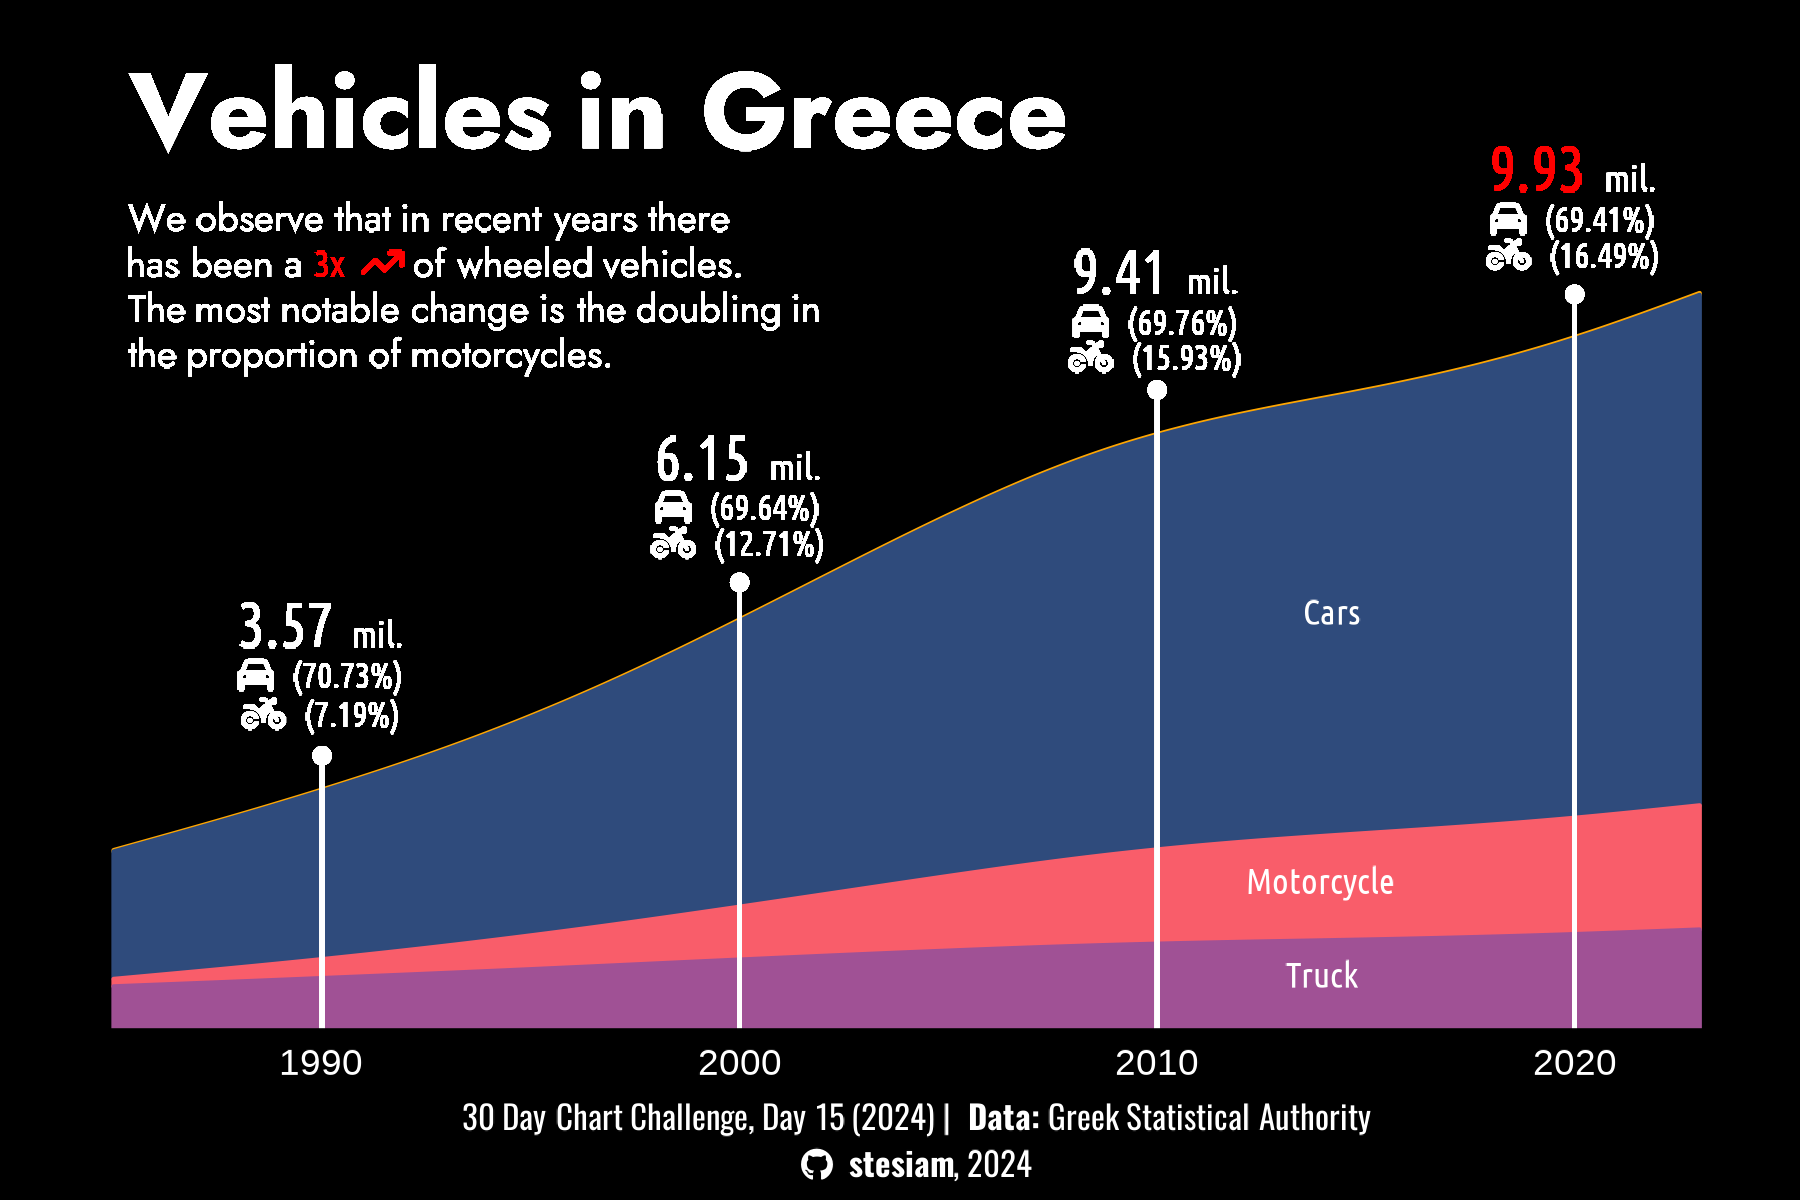 Vehicles in Greece
We observe that in recent years there
has been a 3x of wheeled vehicles.
The most notable change is the doubling in
the proportion of motorcycles.
9.93 mil.
(69.41%)
(16.49%)
9.41 mil.
(69.76%)
(15.93%)
6.15 mil.
(69.64%)
(12.71%)
3.57 mil.
(70.73%)
(7.19%)
Cars
Motorcycle
Truck
1990 2000 2010 2020
30 Day Chart Challenge, Day 15 (2024) | Data: Greek Statistical Authority
stesiam, 2024